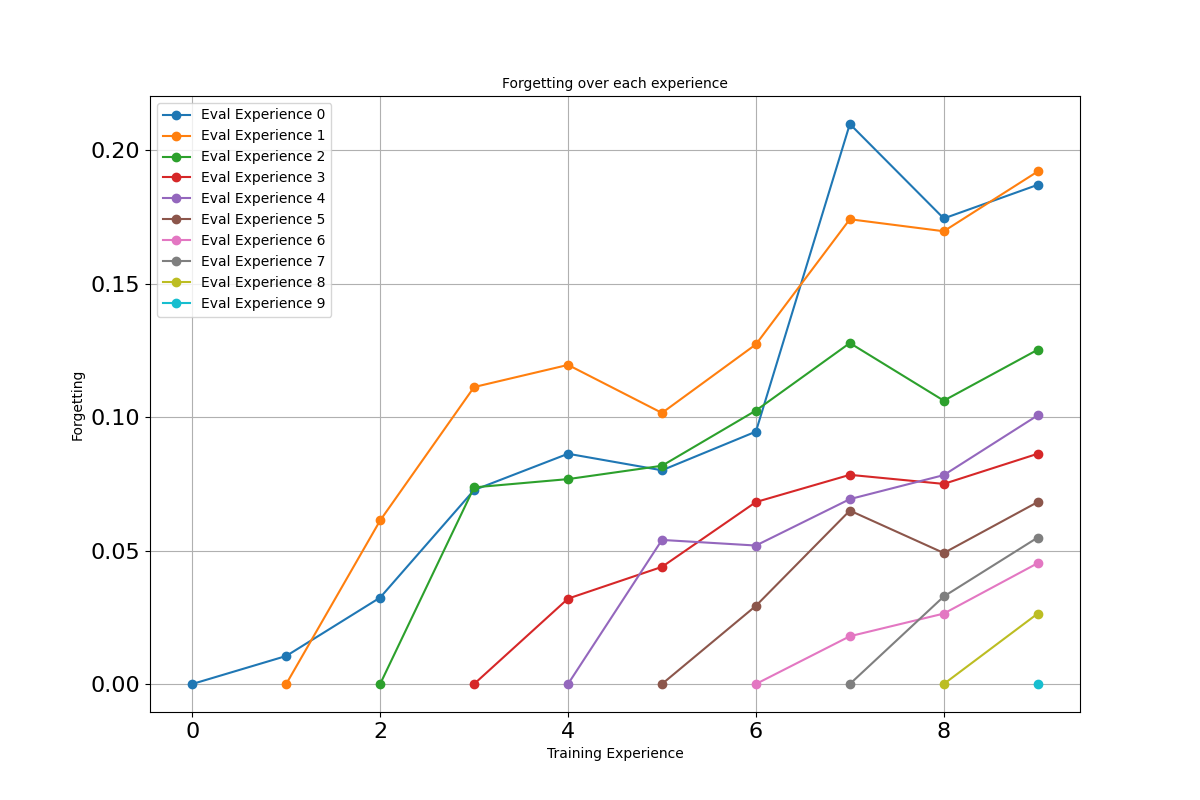 Forgetting over each experience
Eval Experience 0
Eval Experience 1
Eval Experience 2
Eval Experience 3
Eval Experience 4
Eval Experience 5
Eval Experience 6
Eval Experience 7
Eval Experience 8
Eval Experience 9
0.20
0.15
0.10
0.05
0.00
Forgetting
0 2 4 6 8
Training Experience